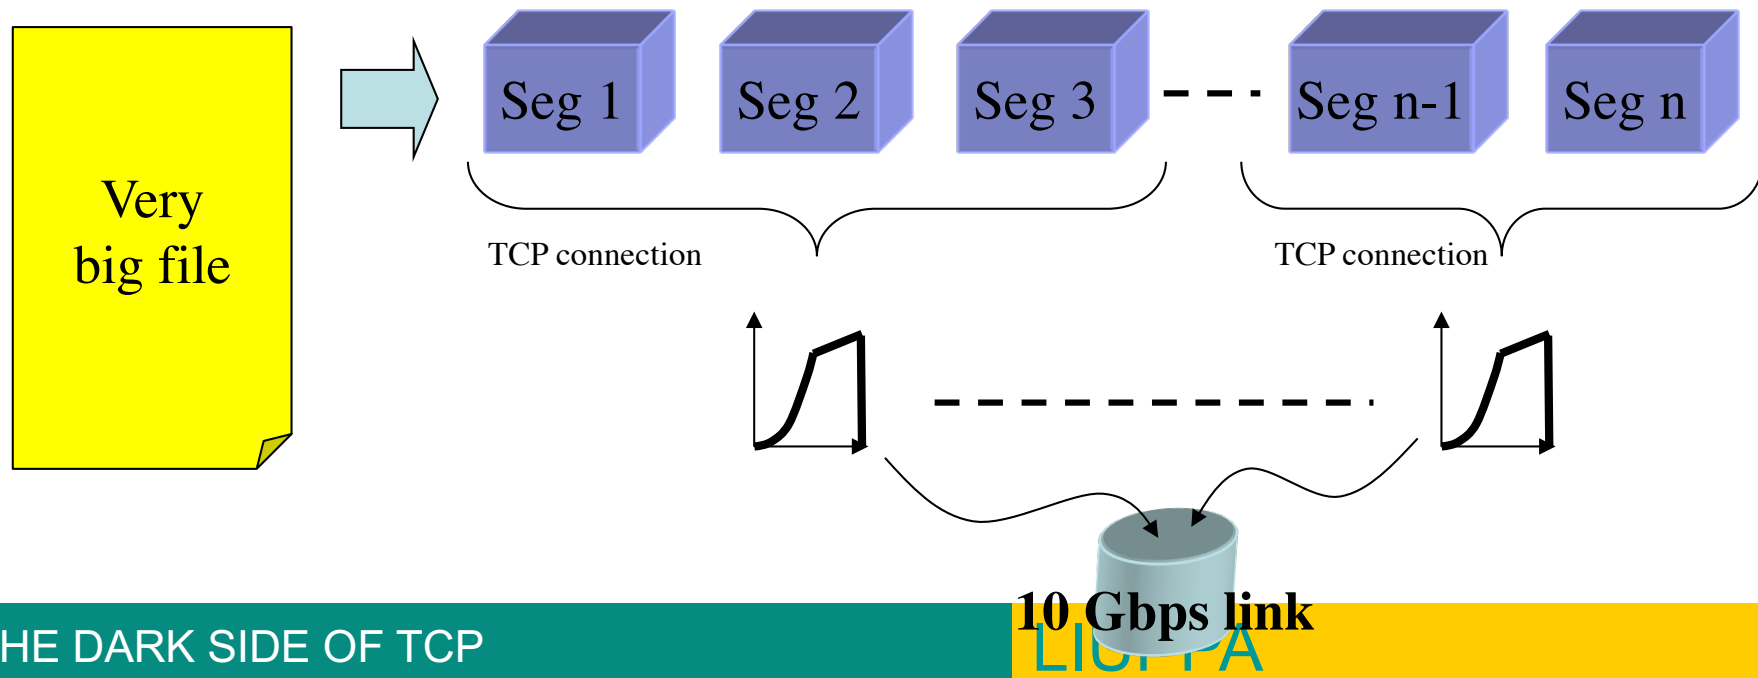 Very
big file
Seg 1
Seg 2
Seg 3
Seg n-1
Seg n
TCP connection
TCP connection
10 Gbps link
HE DARK SIDE OF TCP
LIUPPA